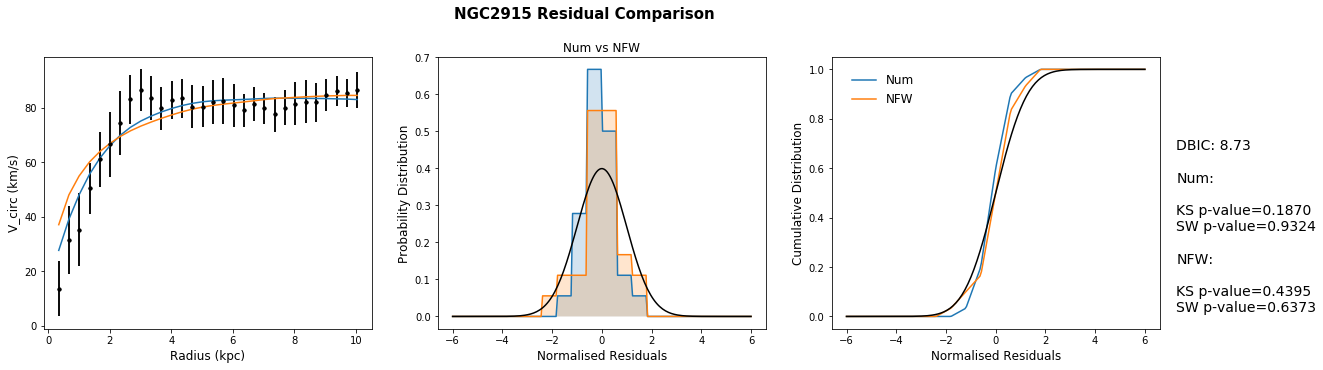 NGC2915 Residual Comparison
V_circ (km/s)
80
60
40
20
0
0 2 4 6 8 10
Radius (kpc)
Num vs NFW
Probability Distribution
0.7
0.6
0.5
0.4
0.3
0.2
0.1
0.0
−6 −4 −2 0 2 4 6
Normalised Residuals
Cumulative Distribution
1.0
0.8
0.6
0.4
0.2
0.0
Num
NFW
−6 −4 −2 0 2 4 6
Normalised Residuals
DBIC: 8.73
Num:
KS p-value=0.1870
SW p-value=0.9324
NFW:
KS p-value=0.4395
SW p-value=0.6373